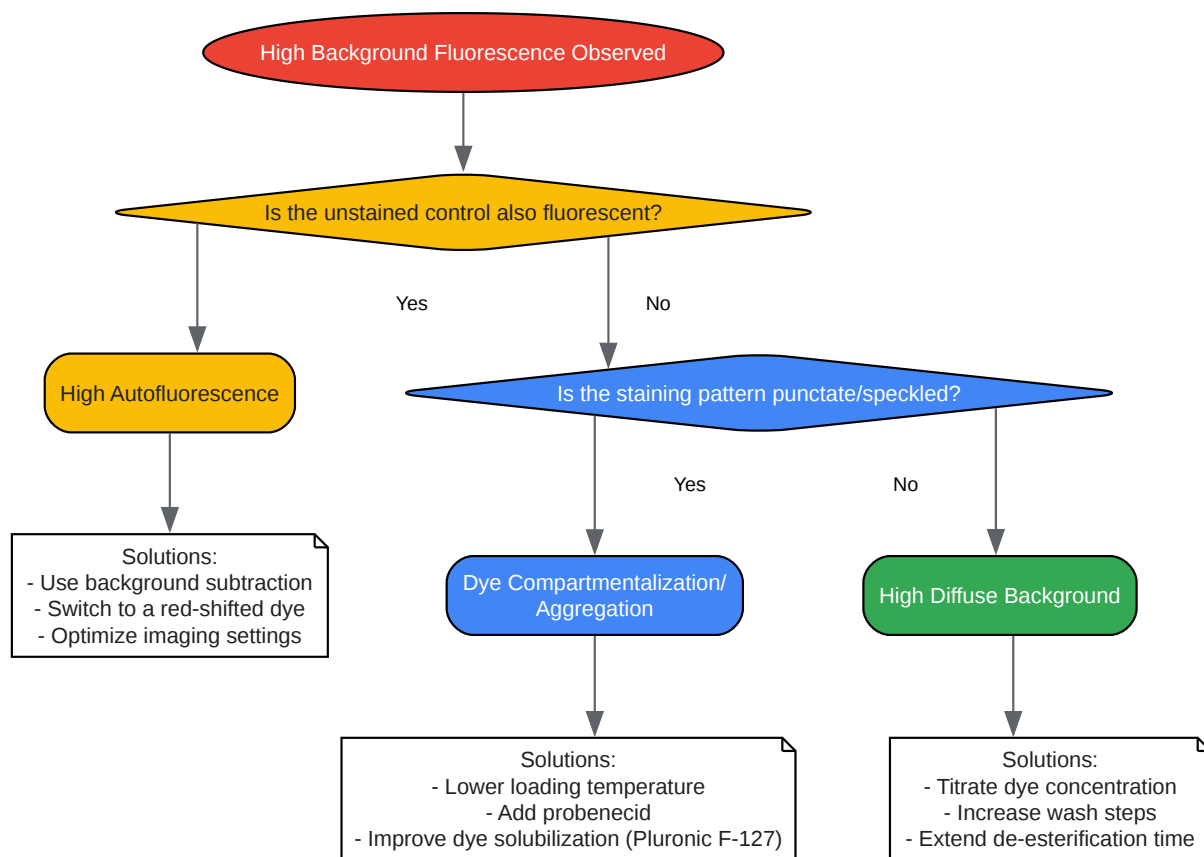 High Background Fluorescence Observed
Is the unstained control also fluorescent?
Yes
No
High Autofluorescence
Is the staining pattern punctate/speckled?
Yes
No
Solutions:
- Use background subtraction
- Switch to a red-shifted dye
- Optimize imaging settings
Dye Compartmentalization/
Aggregation
High Diffuse Background
Solutions:
- Lower loading temperature
- Add probenecid
- Improve dye solubilization (Pluronic F-127)
Solutions:
- Titrate dye concentration
- Increase wash steps
- Extend de-esterification time